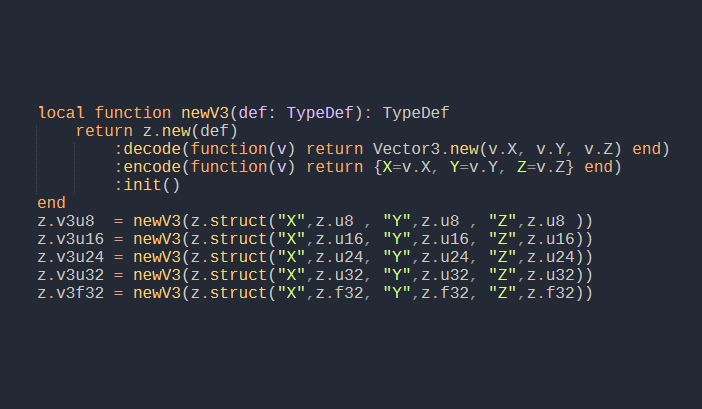 local function newV3(def: TypeDef): TypeDef
    return z.new(def)
        :decode(function(v) return Vector3.new(v.X, v.Y, v.Z) end)
        :encode(function(v) return {X=v.X, Y=v.Y, Z=v.Z} end)
        :init()
end
z.v3u8  = newV3(z.struct("X",z.u8 , "Y",z.u8 , "Z",z.u8 ))
z.v3u16 = newV3(z.struct("X",z.u16, "Y",z.u16, "Z",z.u16))
z.v3u24 = newV3(z.struct("X",z.u24, "Y",z.u24, "Z",z.u24))
z.v3u32 = newV3(z.struct("X",z.u32, "Y",z.u32, "Z",z.u32))
z.v3f32 = newV3(z.struct("X",z.f32, "Y",z.f32, "Z",z.f32))